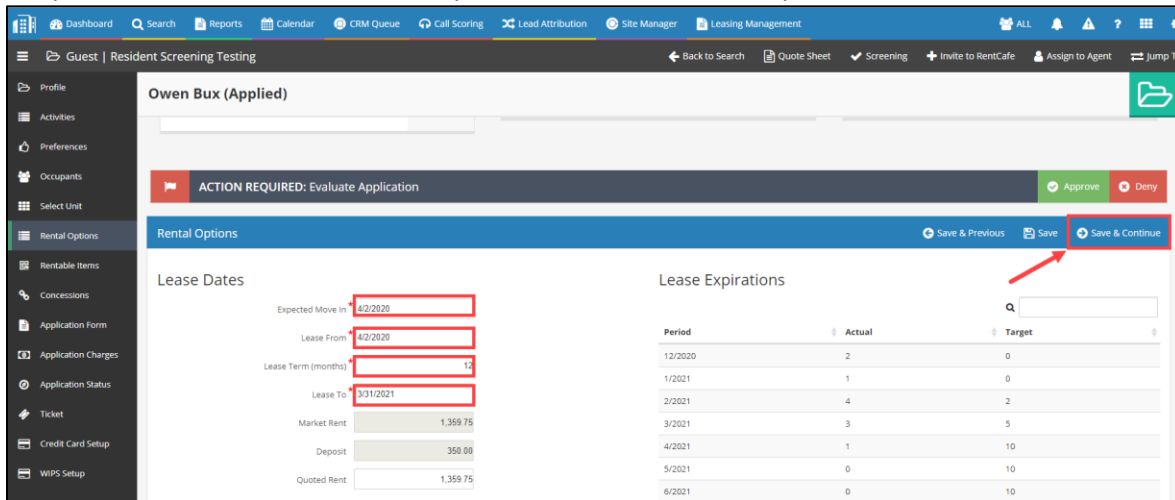 Dashboard Search Reports Calendar CRM Queue Call Scoring Lead Attribution Site Manager Leasing Management ALL ?
Guest | Resident Screening Testing Back to Search Quote Sheet Screening Invite to RentCafe Assign to Agent Jump T
Profile
Owen Bux (Applied)
Activities
Preferences
Occupants
ACTION REQUIRED: Evaluate Application Approve Deny
Select Unit
Rental Options
Rental Options Save & Previous Save Save & Continue
Rentable Items
Concessions
Application Form
Application Charges
Application Status
Ticket
Credit Card Setup
WIPS Setup
Lease Dates
Expected Move In * 4/2/2020
Lease From * 4/2/2020
Lease Term (months) * 12
Lease To * 3/31/2021
Market Rent 1,359.75
Deposit 350.00
Quoted Rent 1,359.75
Lease Expirations
Period Actual Target
12/2020 2 0
1/2021 1 0
2/2021 4 2
3/2021 3 5
4/2021 1 10
5/2021 0 10
6/2021 0 10